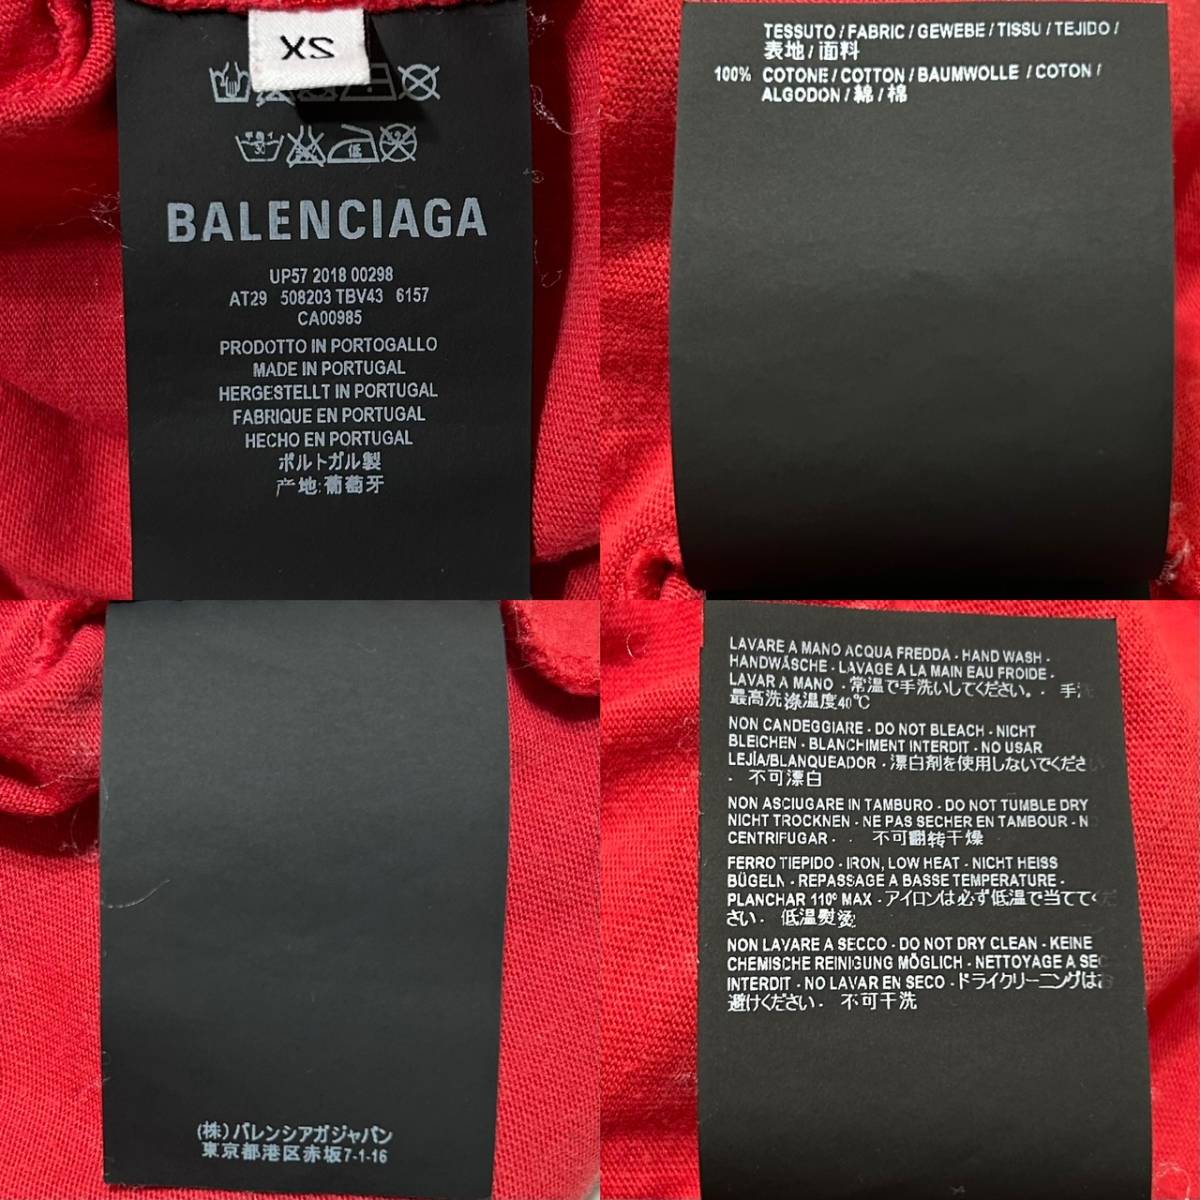 XS
BALENCIAGA
UP57 2018 00298
AT29 508203 TBV43 6157
CA00985
PRODOTTO IN PORTOGALLO
MADE IN PORTUGAL
HERGESTELLT IN PORTUGAL
FABRIQUE EN PORTUGAL
HECHO EN PORTUGAL
ポルトガル製
产地:葡萄牙
TESSUTO / FABRIC / GEWEBE / TISSU / TEJIDO /
表地 / 面料
100% COTONE / COTTON / BAUMWOLLE / COTON /
ALGODON / 綿 / 棉
(株) バレンシアガジャパン
東京都港区赤坂7-1-16
LAVARE A MANO ACQUA FREDDA - HAND WASH -
HANDWÄSCHE - LAVAGE A LA MAIN EAU FROIDE -
LAVAR A MANO - 常温で手洗いしてください。 - 手洗
最高洗涤温度40℃
NON CANDEGGIARE - DO NOT BLEACH - NICHT
BLEICHEN - BLANCHIMENT INTERDIT - NO USAR
LEJÍA/BLANQUEADOR - 漂白剤を使用しないでくださ
- 不可漂白
NON ASCIUGARE IN TAMBURO - DO NOT TUMBLE DRY
NICHT TROCKNEN - NE PAS SECHER EN TAMBOUR - N
CENTRIFUGAR - 不可翻转干燥
FERRO TIEPIDO - IRON, LOW HEAT - NICHT HEISS
BÜGELN - REPASSAGE A BASSE TEMPERATURE -
PLANCHAR 110º MAX - アイロンは必ず低温で当ててく
さい - 低温熨烫
NON LAVARE A SECCO - DO NOT DRY CLEAN - KEINE
CHEMISCHE REINIGUNG MÖGLICH - NETTOYAGE A SEC
INTERDIT - NO LAVAR EN SECO - ドライクリーニングはお
避けください - 不可干洗